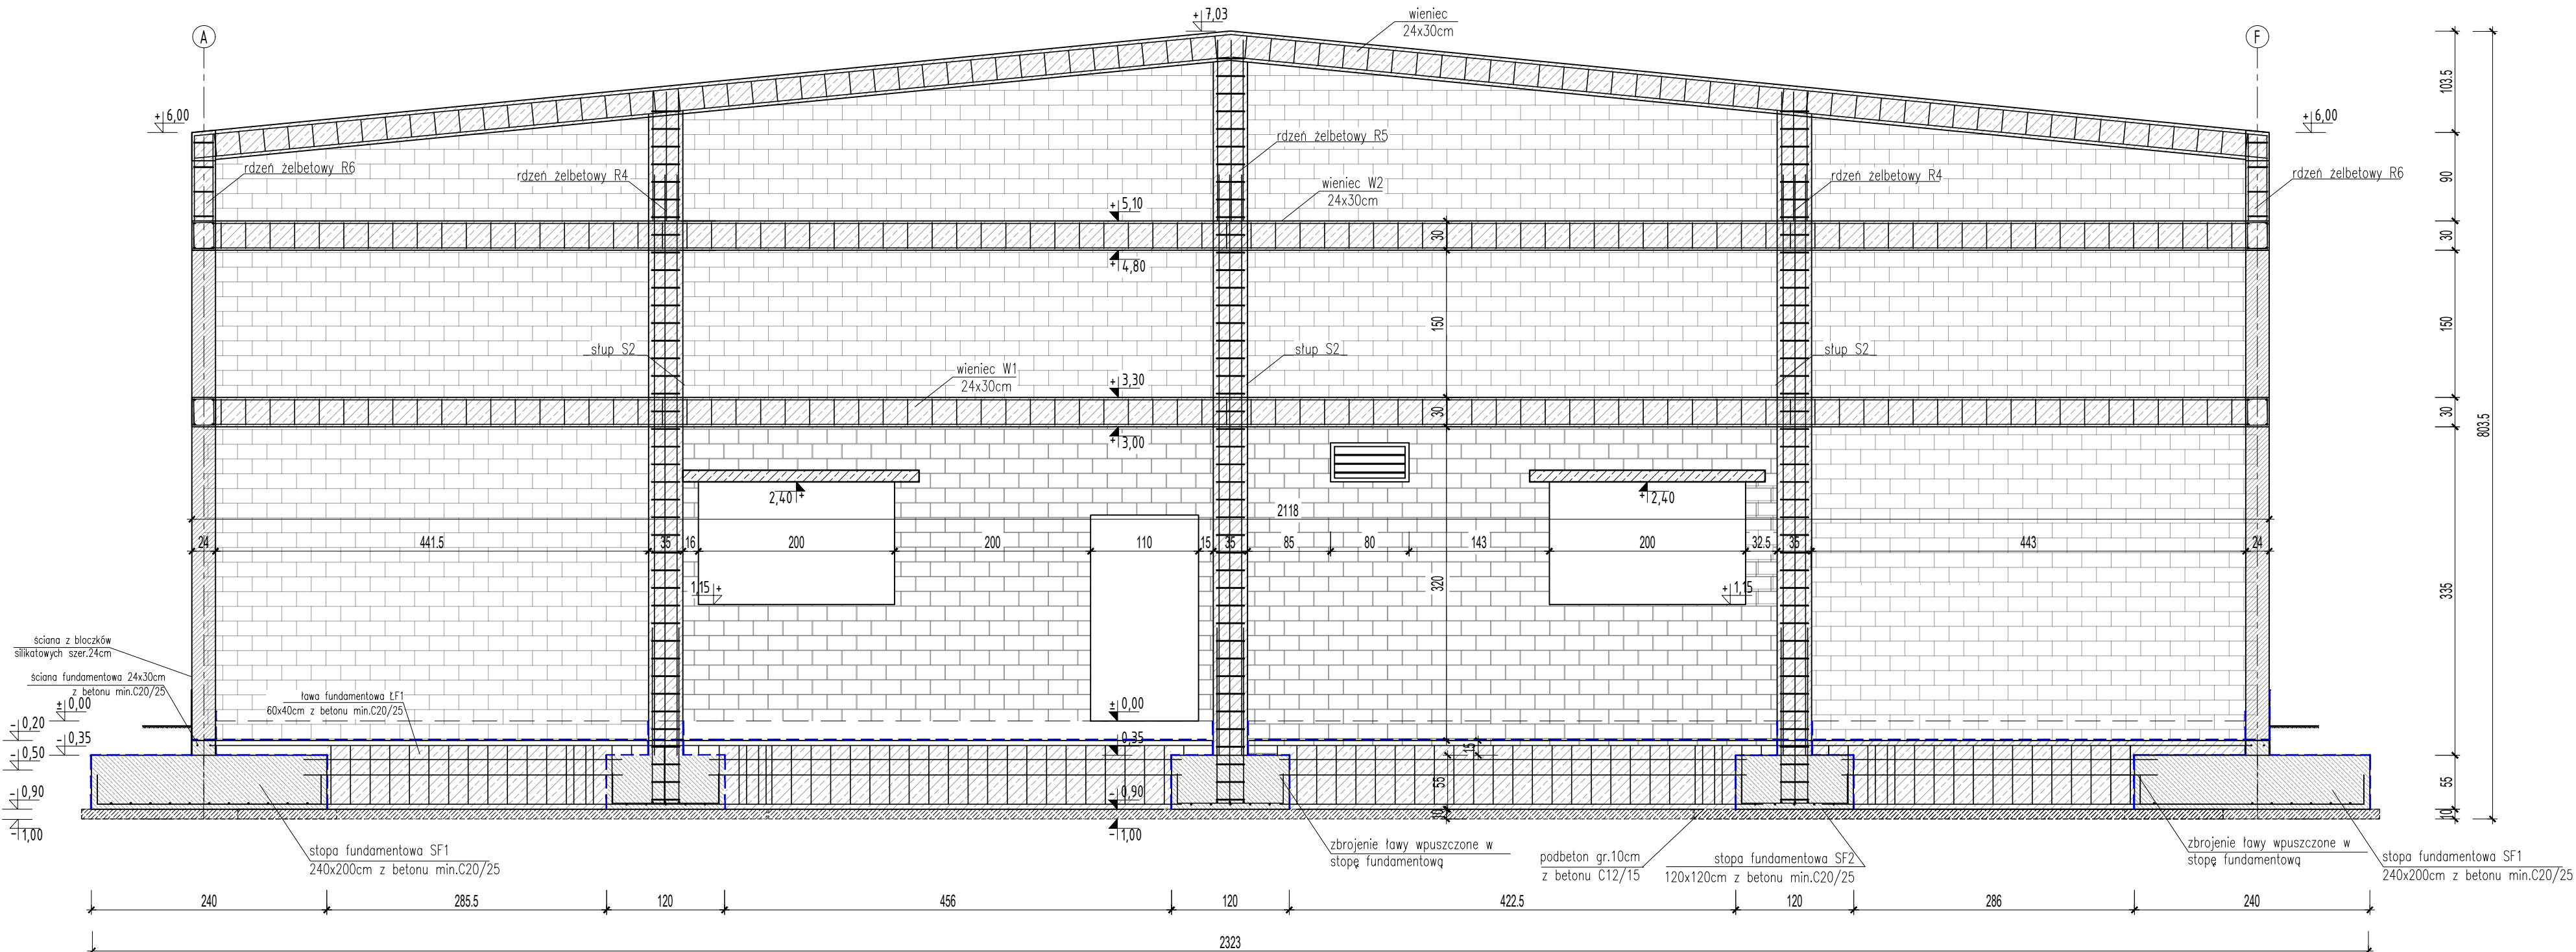 A
+7,03
wieniec
24x30cm
F
103.5
+6,00
+6,00
rdzeń żelbetowy R6
rdzeń żelbetowy R4
rdzeń żelbetowy R5
wieniec W2
24x30cm
rdzeń żelbetowy R4
rdzeń żelbetowy R6
90
+5,10
30
30
+4,80
150
150
słup S2
słup S2
słup S2
wieniec W1
24x30cm
+3,30
30
30
+3,00
803.5
2,40+
+2,40
2118
24
441.5
35
16
200
200
110
15
35
85
80
143
200
32.5
35
443
24
1,15+
+1,15
320
335
ściana z bloczków
silikatowych szer.24cm
ściana fundamentowa 24x30cm
z betonu min.C20/25
ława fundamentowa ŁF1
60x40cm z betonu min.C20/25
±0,00
±0,00
-0,20
-0,35
-0,35
-0,50
15
55
55
-0,90
-0,90
10
10
-1,00
-1,00
stopa fundamentowa SF1
240x200cm z betonu min.C20/25
zbrojenie ławy wpuszczone w
stopę fundamentową
podbeton gr.10cm
z betonu C12/15
stopa fundamentowa SF2
120x120cm z betonu min.C20/25
zbrojenie ławy wpuszczone w
stopę fundamentową
stopa fundamentowa SF1
240x200cm z betonu min.C20/25
240
285.5
120
456
120
422.5
120
286
240
2323